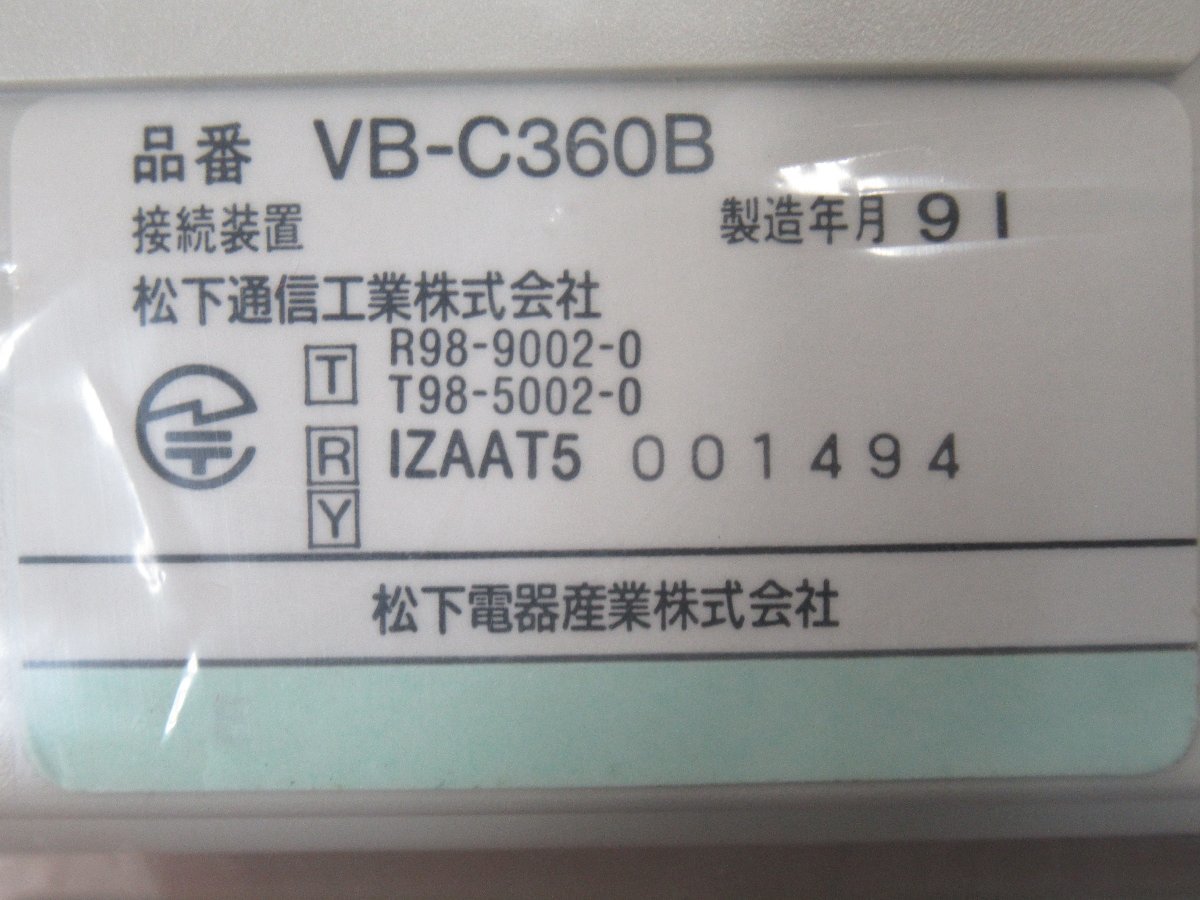 品番 VB-C360B
接続装置 製造年月 9 I
松下通信工業株式会社
T R98-9002-0
T98-5002-0
R IZAAT5 001494
Y
松下電器産業株式会社